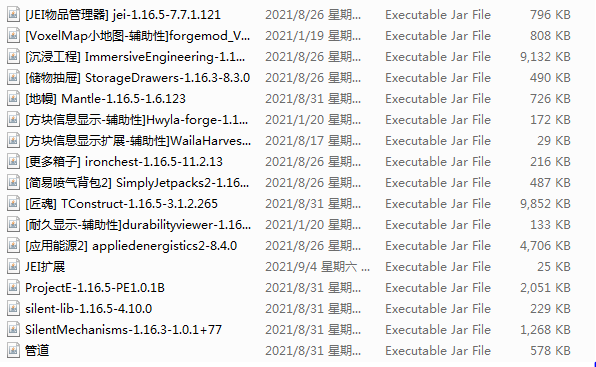 [JEI物品管理器] jei-1.16.5-7.7.1.121 2021/8/26 星期... Executable Jar File 796 KB
[VoxelMap小地图-辅助性]forgemod_V... 2021/1/19 星期... Executable Jar File 808 KB
[沉浸工程] ImmersiveEngineering-1.1... 2021/8/26 星期... Executable Jar File 9,132 KB
[储物抽屉] StorageDrawers-1.16.3-8.3.0 2021/8/26 星期... Executable Jar File 490 KB
[地幔] Mantle-1.16.5-1.6.123 2021/8/31 星期... Executable Jar File 726 KB
[方块信息显示-辅助性]Hwyla-forge-1.1... 2021/1/20 星期... Executable Jar File 172 KB
[方块信息显示扩展-辅助性]WailaHarves... 2021/8/17 星期... Executable Jar File 29 KB
[更多箱子] ironchest-1.16.5-11.2.13 2021/8/26 星期... Executable Jar File 216 KB
[简易喷气背包2] SimplyJetpacks2-1.16... 2021/8/26 星期... Executable Jar File 487 KB
[匠魂] TConstruct-1.16.5-3.1.2.265 2021/8/31 星期... Executable Jar File 9,852 KB
[耐久显示-辅助性]durabilityviewer-1.16... 2021/1/20 星期... Executable Jar File 133 KB
[应用能源2] appliedenergistics2-8.4.0 2021/8/26 星期... Executable Jar File 4,706 KB
JEI扩展 2021/9/4 星期六 ... Executable Jar File 25 KB
ProjectE-1.16.5-PE1.0.1B 2021/8/31 星期... Executable Jar File 2,051 KB
silent-lib-1.16.5-4.10.0 2021/8/31 星期... Executable Jar File 229 KB
SilentMechanisms-1.16.3-1.0.1+77 2021/8/31 星期... Executable Jar File 1,268 KB
管道 2021/8/31 星期... Executable Jar File 578 KB